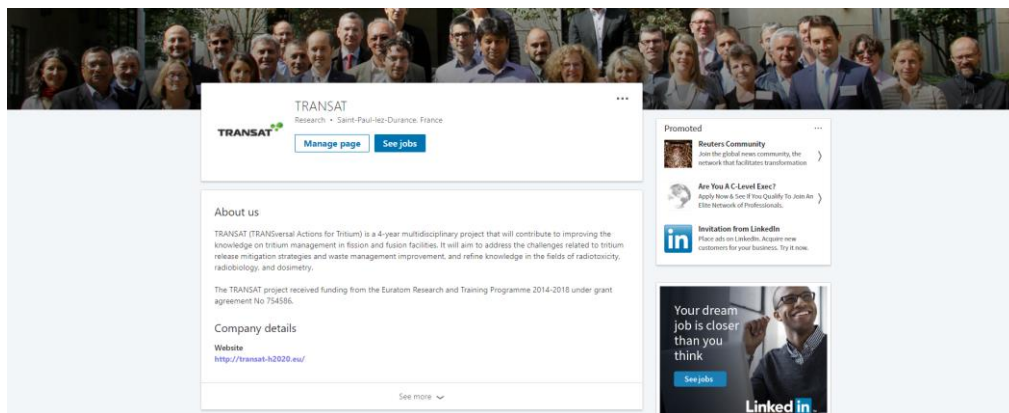 TRANSAT
TRANSAT
Research • Saint-Paul-lez-Durance, France
Manage page
See jobs
About us
TRANSAT (TRANSversal Actions for Tritium) is a 4-year multidisciplinary project that will contribute to improving the
knowledge on tritium management in fission and fusion facilities. It will aim to address the challenges related to tritium
release mitigation strategies and waste management improvement, and refine knowledge in the fields of radiotoxicity,
radiobiology, and dosimetry.
The TRANSAT project received funding from the Euratom Research and Training Programme 2014-2018 under grant
agreement No 754586.
Company details
Website
http://transat-h2020.eu/
See more
Promoted
Reuters Community
Join the global news community, the
network that facilitates transformation
Are You A C-Level Exec?
Apply Now & See If You Qualify To Join An
Elite Network of Professionals.
Invitation from LinkedIn
Place ads on LinkedIn. Acquire new
customers for your business. Try it now.
in
Your dream
job is closer
than you
think
See jobs
Linked in